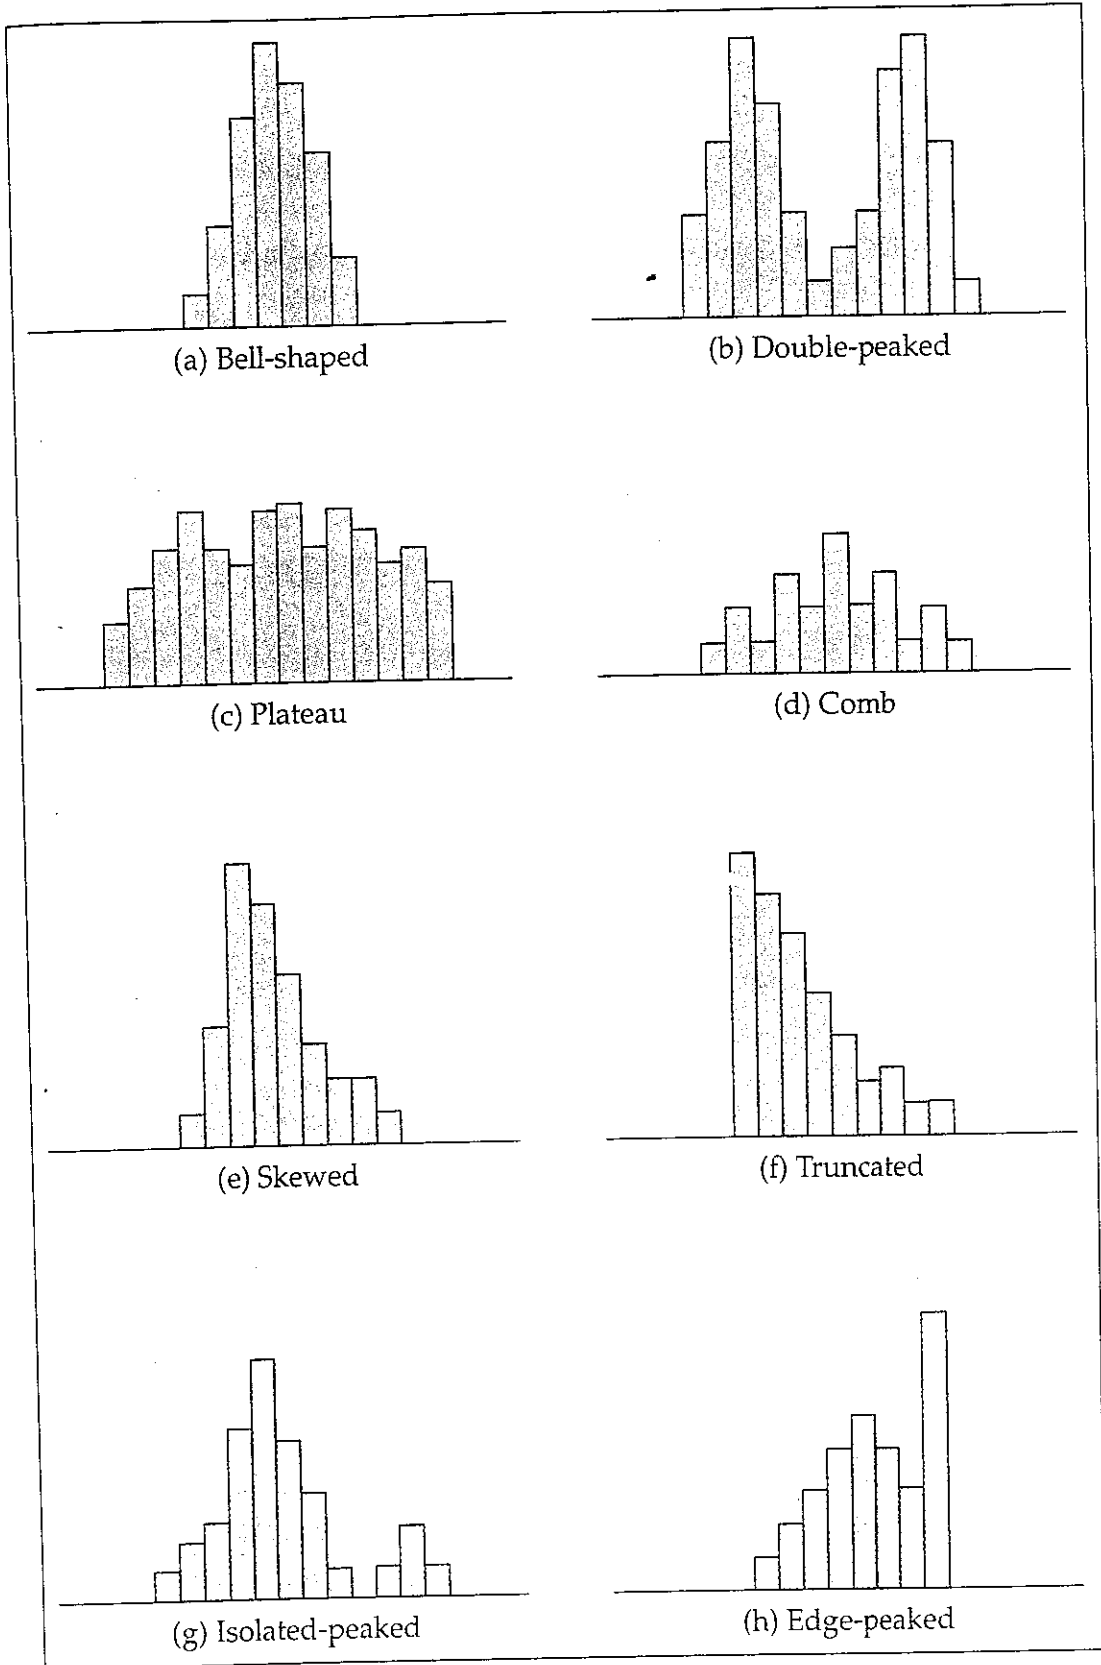 (a) Bell-shaped
(b) Double-peaked
(c) Plateau
(d) Comb
(e) Skewed
(f) Truncated
(g) Isolated-peaked
(h) Edge-peaked